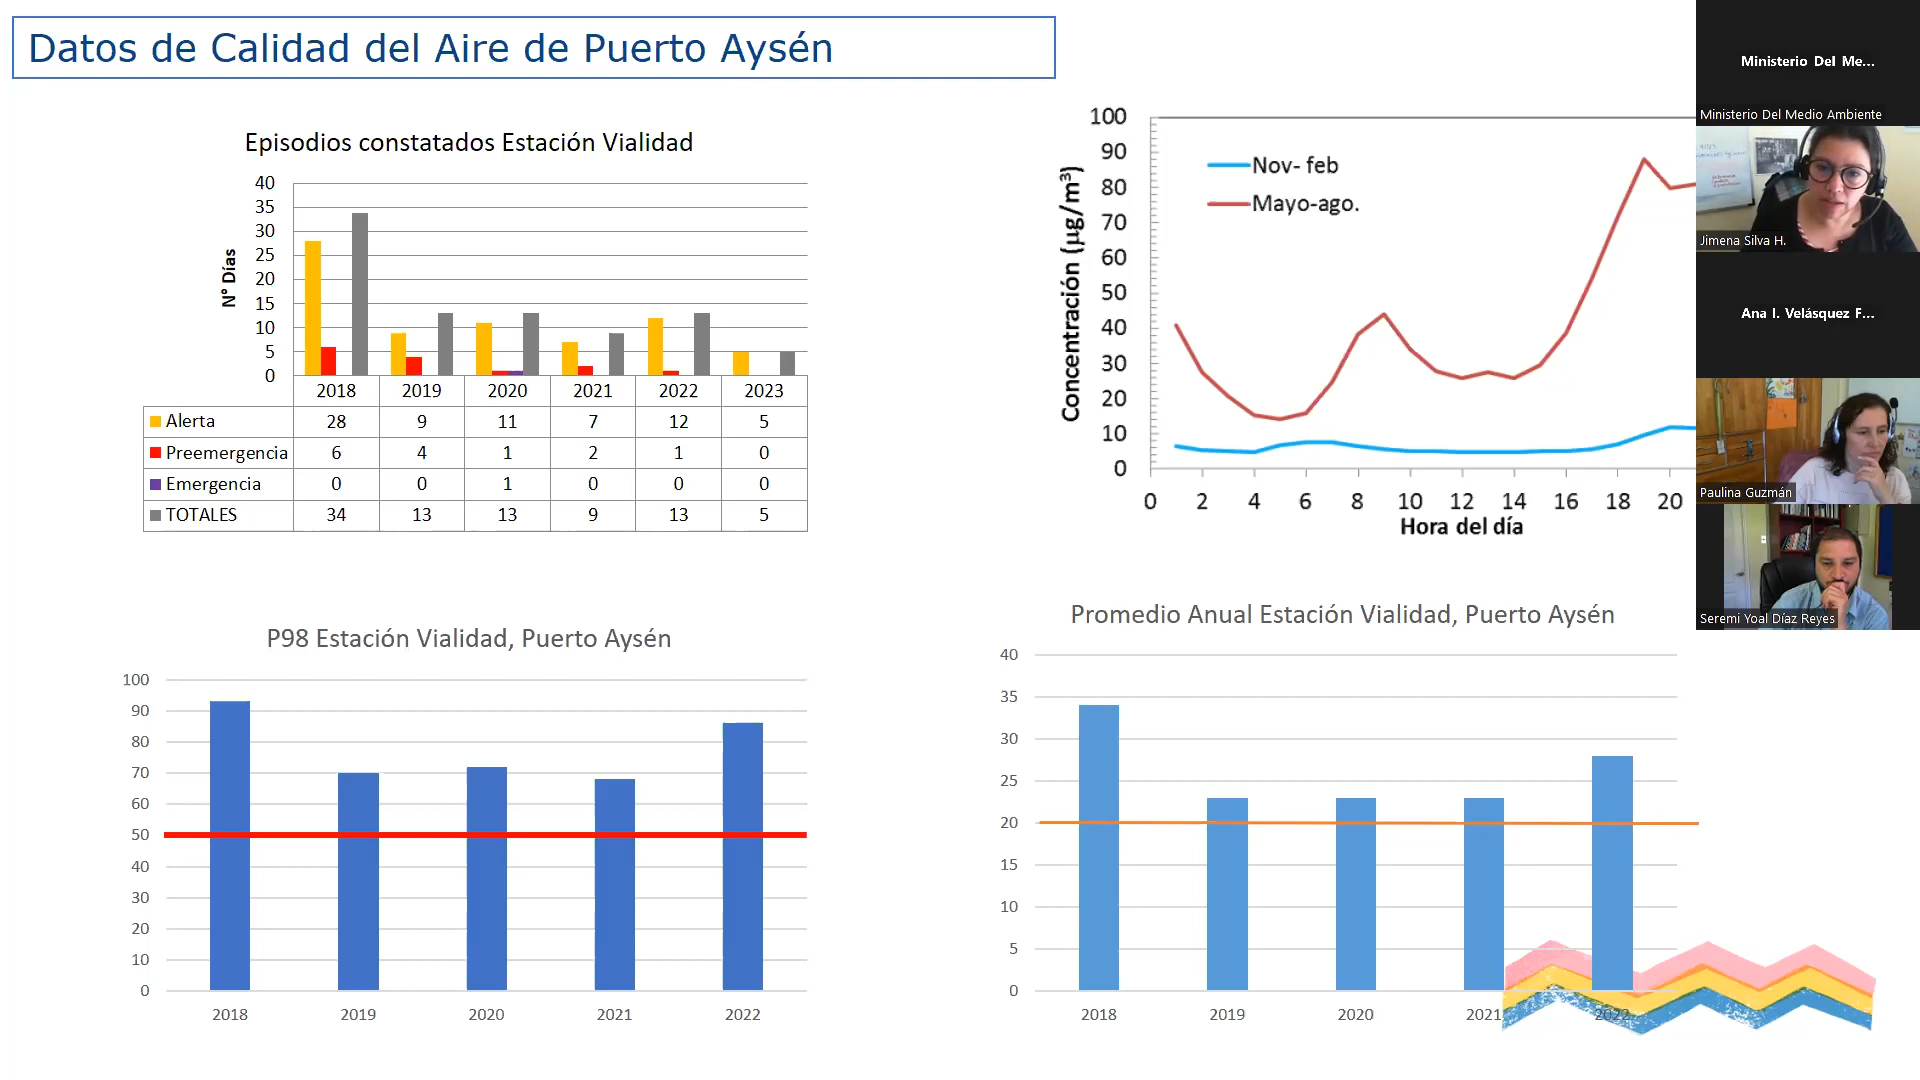 Datos de Calidad del Aire de Puerto Aysén
Episodios constatados Estación Vialidad
N° Días
40
35
30
25
20
15
10
5
0
2018 2019 2020 2021 2022 2023
Alerta 28 9 11 7 12 5
Preemergencia 6 4 1 2 1 0
Emergencia 0 0 1 0 0 0
TOTALES 34 13 13 9 13 5
Concentración (µg/m³)
100
90
80
70
60
50
40
30
20
10
0
Nov- feb
Mayo-ago.
0 2 4 6 8 10 12 14 16 18 20
Hora del día
P98 Estación Vialidad, Puerto Aysén
100
90
80
70
60
50
40
30
20
10
0
2018 2019 2020 2021 2022
Promedio Anual Estación Vialidad, Puerto Aysén
40
35
30
25
20
15
10
5
0
2018 2019 2020 2021 2022
Ministerio Del Me...
Ministerio Del Medio Ambiente
Jimena Silva H.
Ana I. Velásquez F...
Paulina Guzmán
Seremi Yoal Díaz Reyes